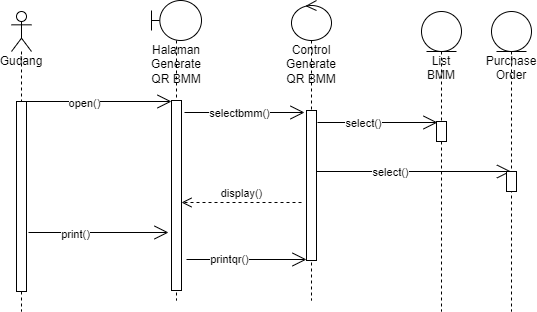 Gudang
Halaman
Generate
QR BMM
Control
Generate
QR BMM
List
BMM
Purchase
Order
open()
selectbmm()
select()
select()
display()
print()
printqr()